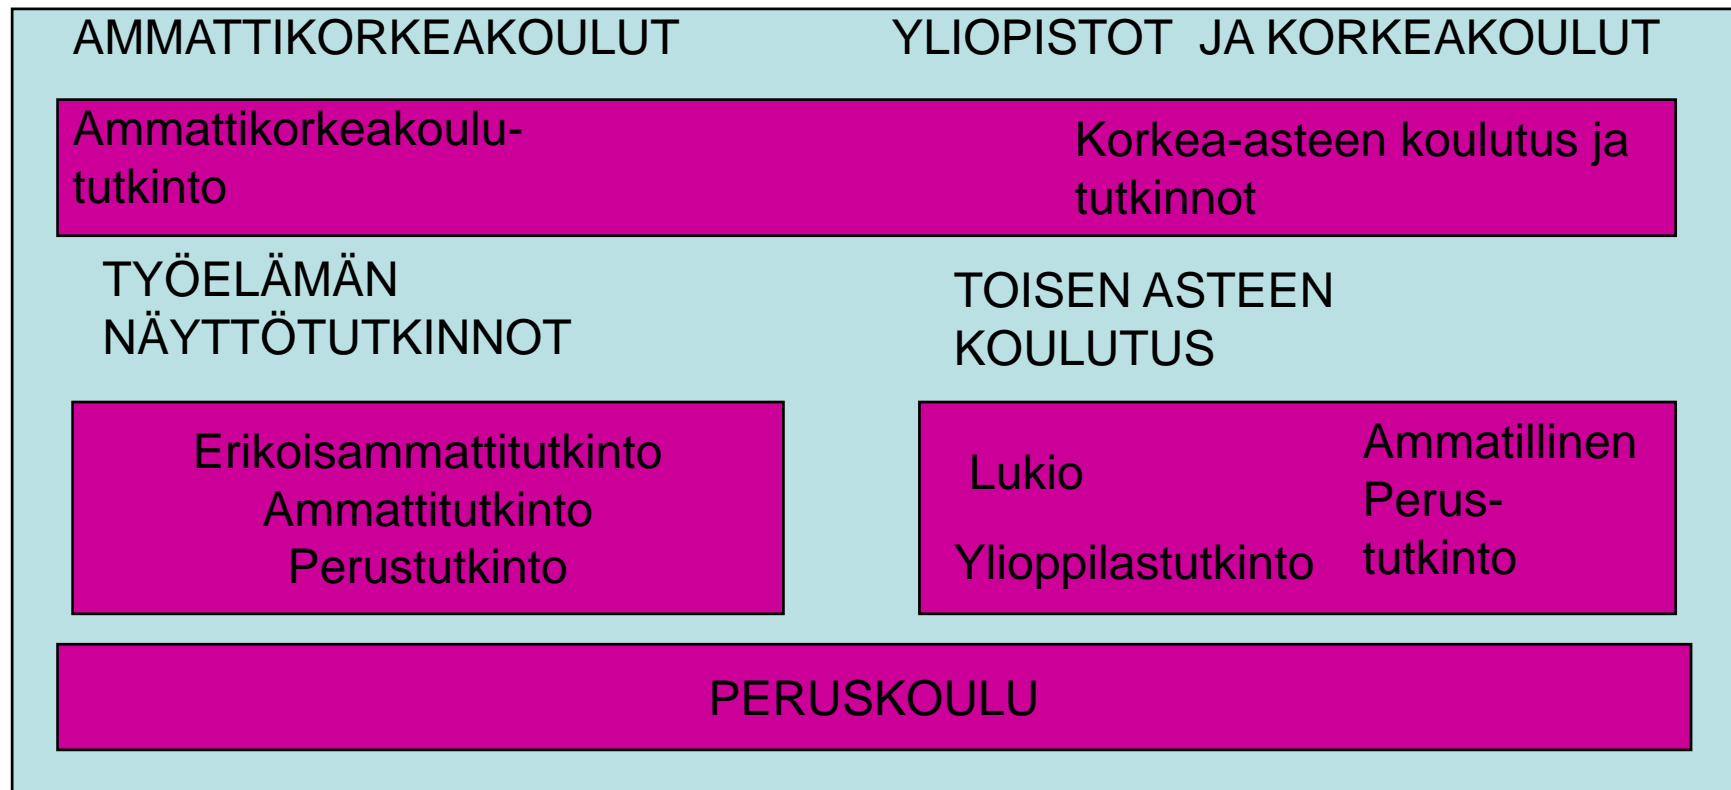 AMMATTIKORKEAKOULUT
YLIOPISTOT JA KORKEAKOULUT
Ammattikorkeakoulu-
tutkinto
Korkea-asteen koulutus ja
tutkinnot
TYÖELÄMÄN
NÄYTTÖTUTKINNOT
TOISEN ASTEEN
KOULUTUS
Erikoisammattitutkinto
Ammattitutkinto
Perustutkinto
Lukio
Ylioppilastutkinto
Ammatillinen
Perus-
tutkinto
PERUSKOULU